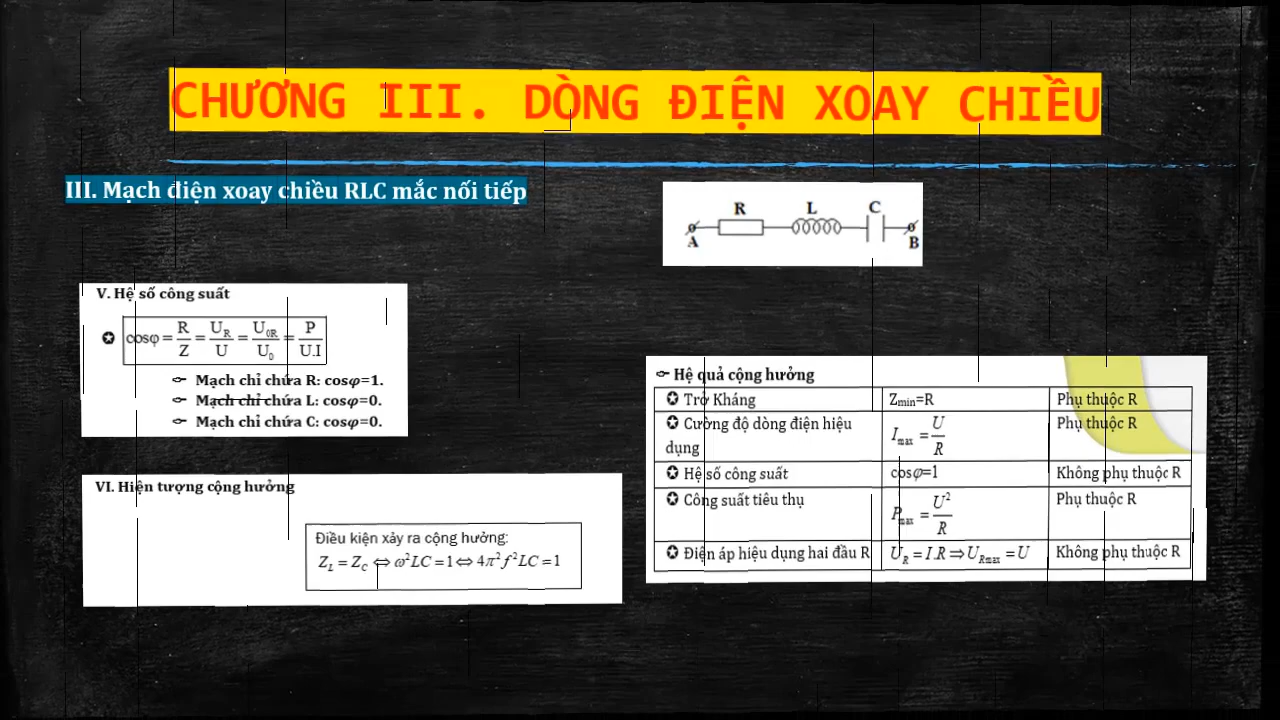 CHƯƠNG III. DÒNG ĐIỆN XOAY CHIỀU
III. Mạch điện xoay chiều RLC mắc nối tiếp
R L C
A B
V. Hệ số công suất
✪ cosφ = R/Z = U_R/U = U_0R/U_0 = P/U.I
Mạch chỉ chứa R: cosφ=1.
Mạch chỉ chứa L: cosφ=0.
Mạch chỉ chứa C: cosφ=0.
VI. Hiện tượng cộng hưởng
Điều kiện xảy ra cộng hưởng:
Z_L = Z_C ⇔ ω²LC = 1 ⇔ 4π²f²LC = 1
Hệ quả cộng hưởng
✪ Trở Kháng Z_min=R Phụ thuộc R
✪ Cường độ dòng điện hiệu dụng I_max = U/R Phụ thuộc R
✪ Hệ số công suất cosφ=1 Không phụ thuộc R
✪ Công suất tiêu thụ P_max = U²/R Phụ thuộc R
✪ Điện áp hiệu dụng hai đầu R U_R = I.R ⇒ U_Rmax = U Không phụ thuộc R